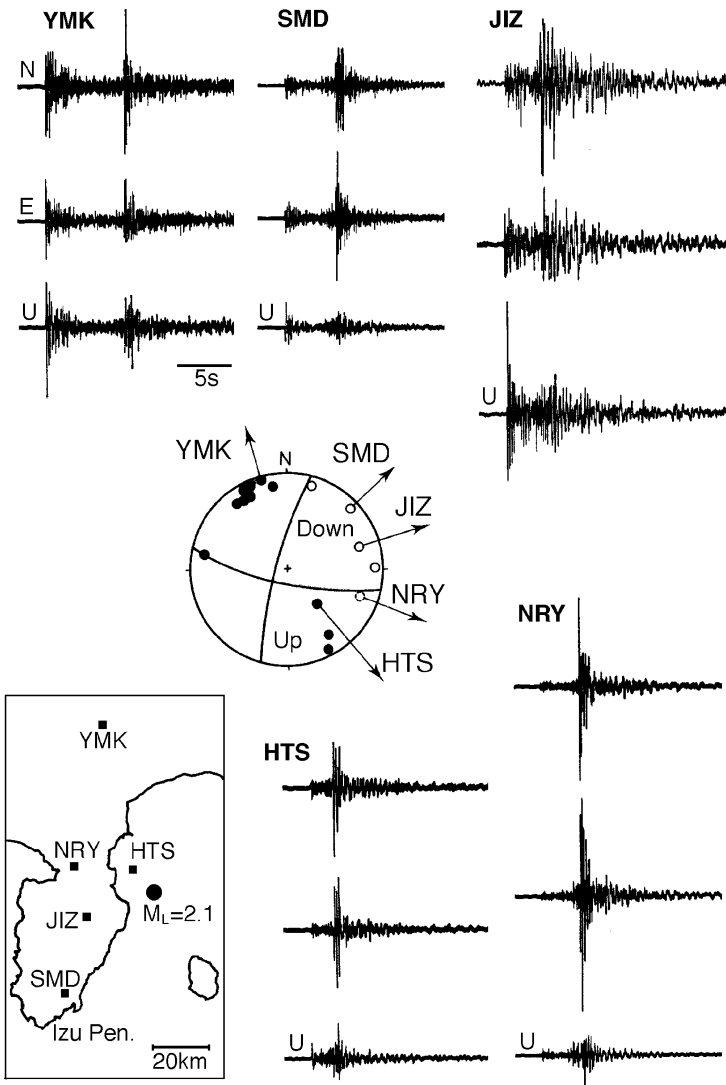 YMK
SMD
JIZ
N
E
U
U
U
5s
YMK
N
SMD
JIZ
Down
NRY
Up
HTS
NRY
HTS
U
U
YMK
NRY
HTS
JIZ
ML=2.1
SMD
Izu Pen.
20km